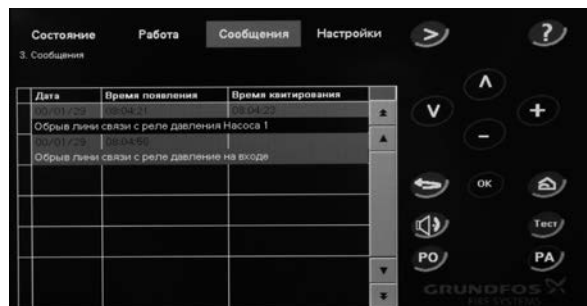 Состояние Работа Сообщения Настройки
3. Сообщения
Дата Время появления Время квитирования
00/01/29 08:04:21 08:04:23
Обрыв лини связи с реле давления Насоса 1
00/01/29 08:04:50
Обрыв лини связи с реле давление на входе
>
?
OK
Тест
PO
PA
GRUNDFOS
FIRE SYSTEMS